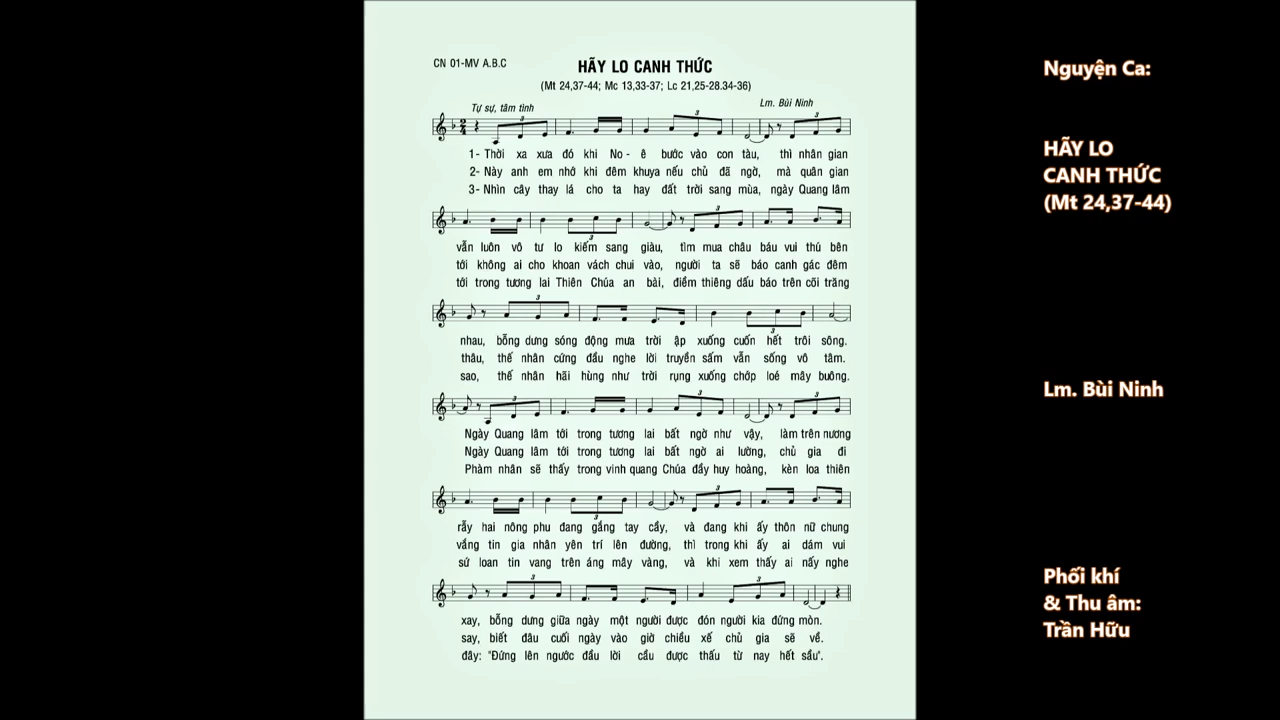 CN 01-MV A.B.C
HÃY LO CANH THỨC
(Mt 24,37-44; Mc 13,33-37; Lc 21,25-28.34-36)
Tự sự, tâm tình
Lm. Bùi Ninh
1- Thời xa xưa đó khi No - ê bước vào con tàu, thì nhân gian
2- Này anh em nhớ khi đêm khuya nếu chủ đã ngờ, mà quân gian
3- Nhìn cây thay lá cho ta hay đất trời sang mùa, ngày Quang lâm
vẫn luôn vô tư lo kiếm sang giàu, tìm mua châu báu vui thú bên
tới không ai cho khoan vách chui vào, người ta sẽ báo canh gác đêm
tới trong tương lai Thiên Chúa an bài, điềm thiêng dấu báo trên cõi trăng
nhau, bỗng dưng sóng động mưa trời ập xuống cuốn hết trôi sông.
thâu, thế nhân cứng đầu nghe lời truyền sấm vẫn sống vô tâm.
sao, thế nhân hãi hùng như trời rụng xuống chớp loé mây buông.
Ngày Quang lâm tới trong tương lai bất ngờ như vậy, làm trên nương
Ngày Quang lâm tới trong tương lai bất ngờ ai lường, chủ gia đi
Phàm nhân sẽ thấy trong vinh quang Chúa đầy huy hoàng, kèn loa thiên
rẫy hai nông phu đang gắng tay cầy, và đang khi ấy thôn nữ chung
vắng tin gia nhân yên trí lên đường, thì trong khi ấy ai dám vui
sứ loan tin vang trên áng mây vàng, và khi xem thấy ai nấy nghe
xay, bỗng dưng giữa ngày một người được đón người kia đứng mòn.
say, biết đâu cuối ngày vào giờ chiều xế chủ gia sẽ về.
đây: "Đứng lên ngước đầu lời cầu được thấu từ nay hết sầu".
Nguyện Ca:
HÃY LO
CANH THỨC
(Mt 24,37-44)
Lm. Bùi Ninh
Phối khí
& Thu âm:
Trần Hữu